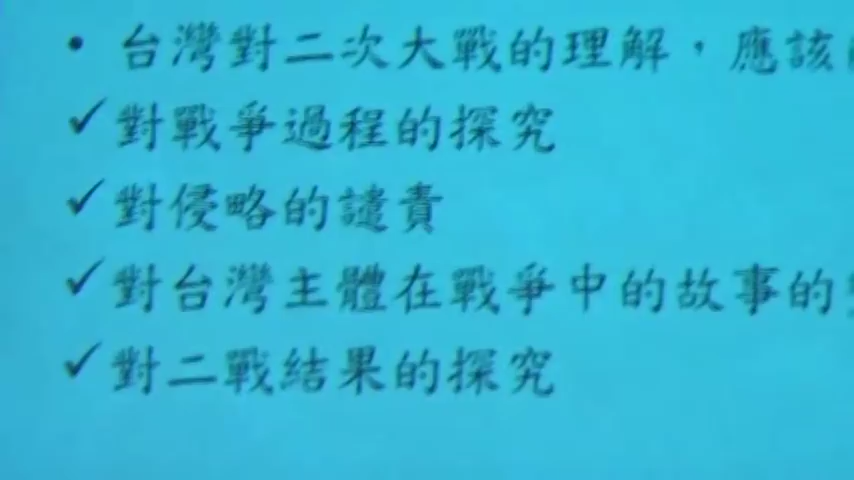 • 台灣對二次大戰的理解，應該
✓對戰爭過程的探究
✓對侵略的譴責
✓對台灣主體在戰爭中的故事的
✓對二戰結果的探究